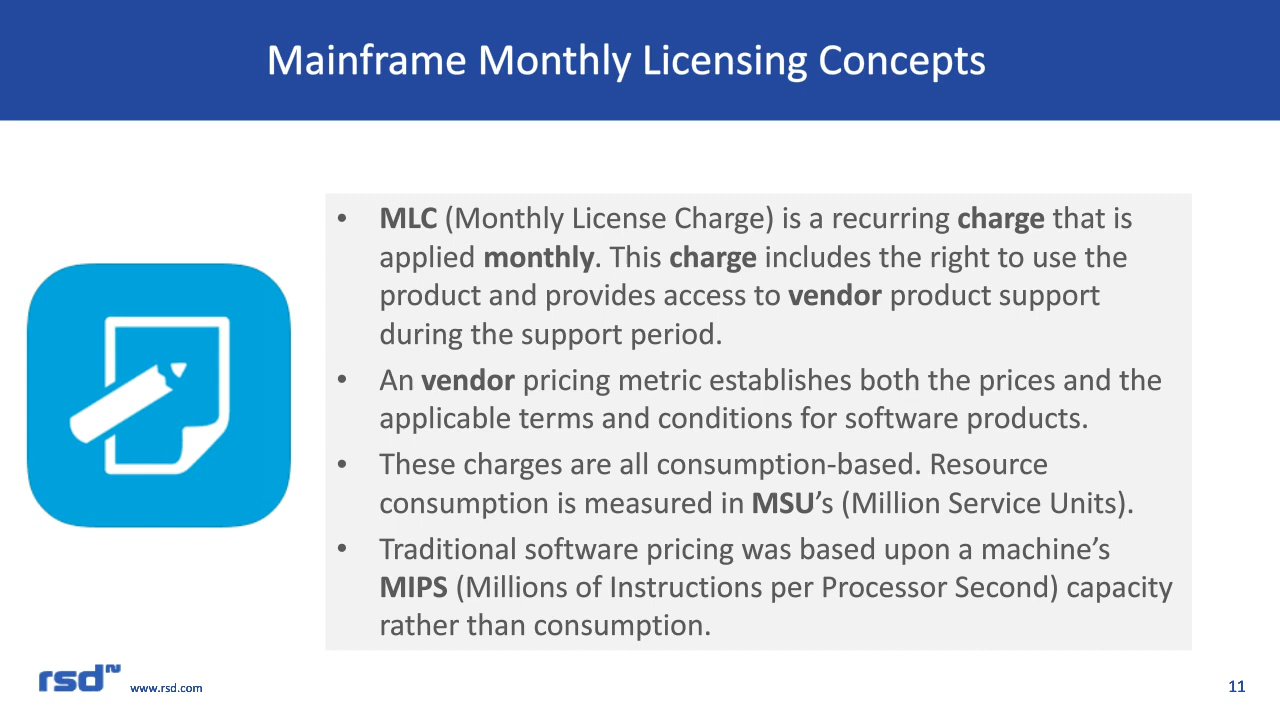 Mainframe Monthly Licensing Concepts
• MLC (Monthly License Charge) is a recurring charge that is
applied monthly. This charge includes the right to use the
product and provides access to vendor product support
during the support period.
• An vendor pricing metric establishes both the prices and the
applicable terms and conditions for software products.
• These charges are all consumption-based. Resource
consumption is measured in MSU’s (Million Service Units).
• Traditional software pricing was based upon a machine’s
MIPS (Millions of Instructions per Processor Second) capacity
rather than consumption.
rsd www.rsd.com
11